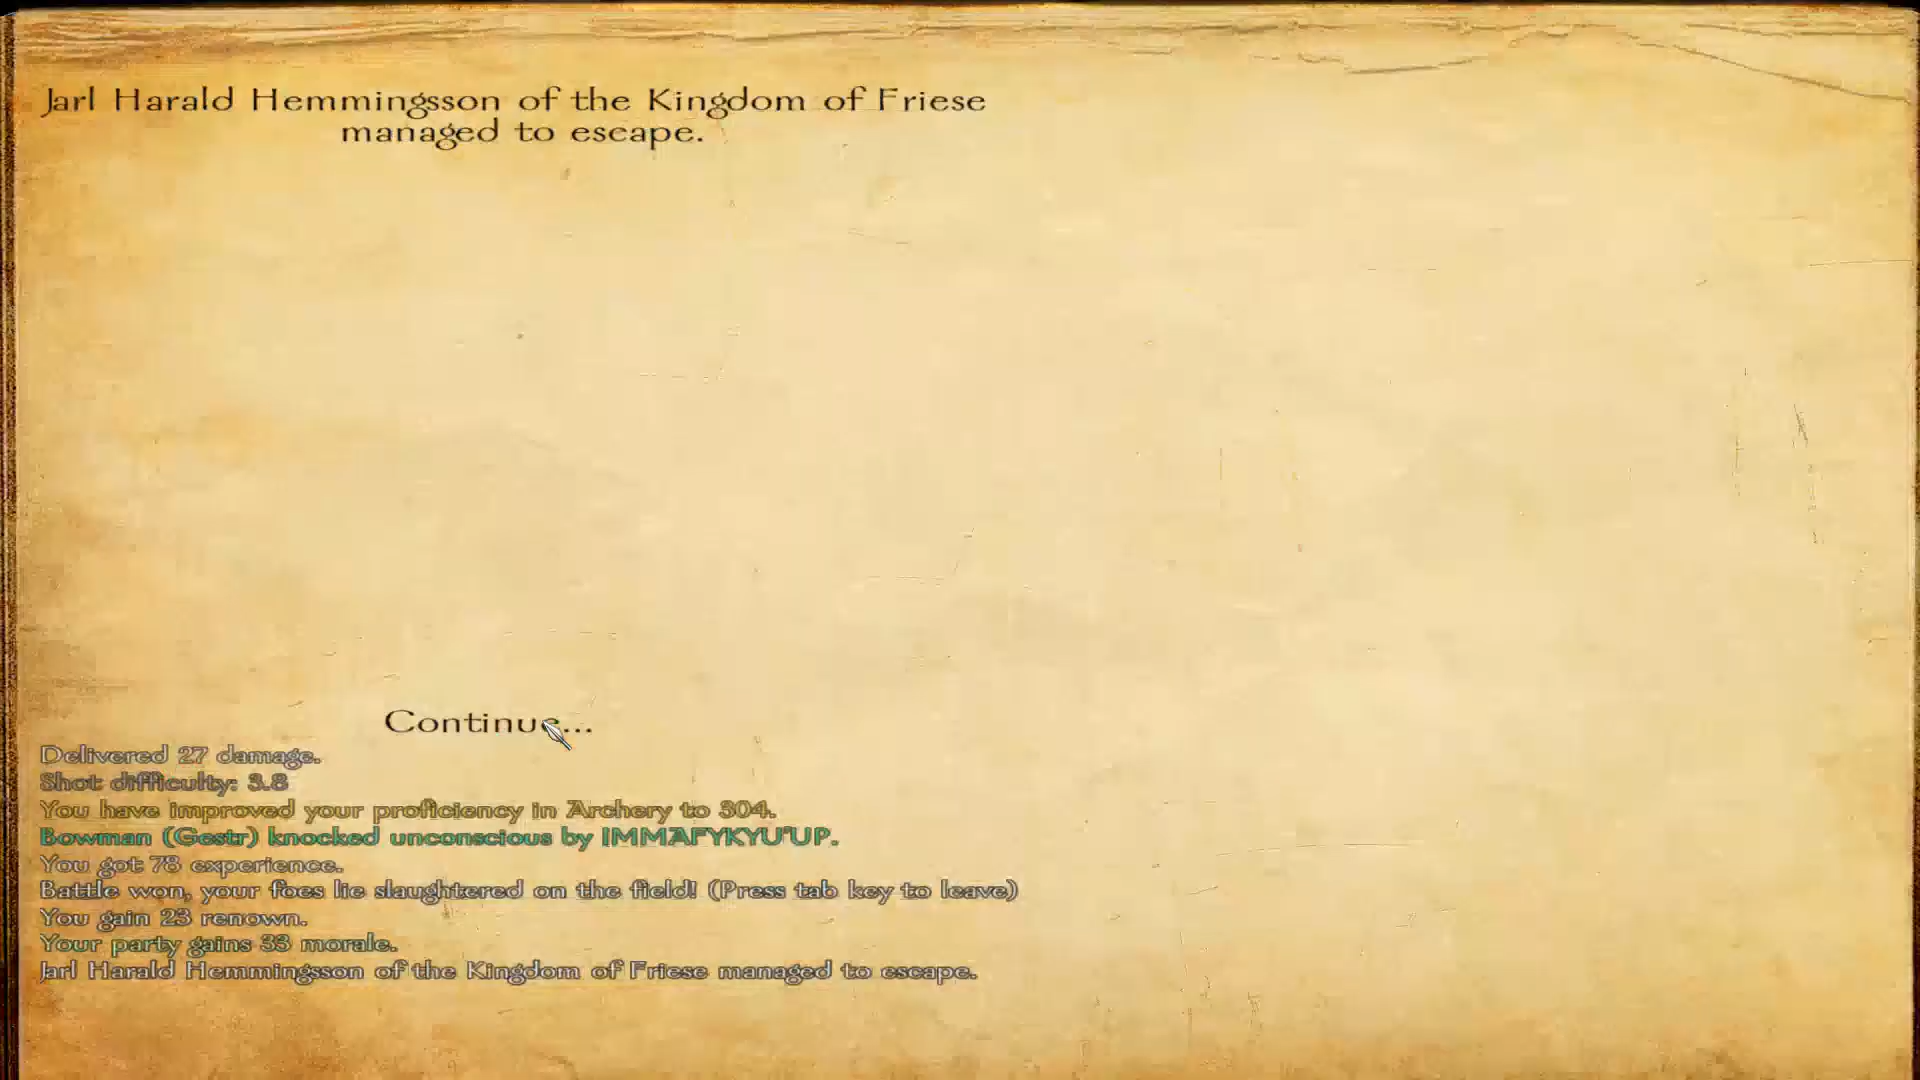 Jarl Harald Hemmingsson of the Kingdom of Friese
managed to escape.
Continue...
Delivered 27 damage.
Shot difficulty: 3.8
You have improved your proficiency in Archery to 304.
Bowman (Gestr) knocked unconscious by IMMAFYKYU'UP.
You got 78 experience.
Battle won, your foes lie slaughtered on the field! (Press tab key to leave)
You gain 23 renown.
Your party gains 33 morale.
Jarl Harald Hemmingsson of the Kingdom of Friese managed to escape.